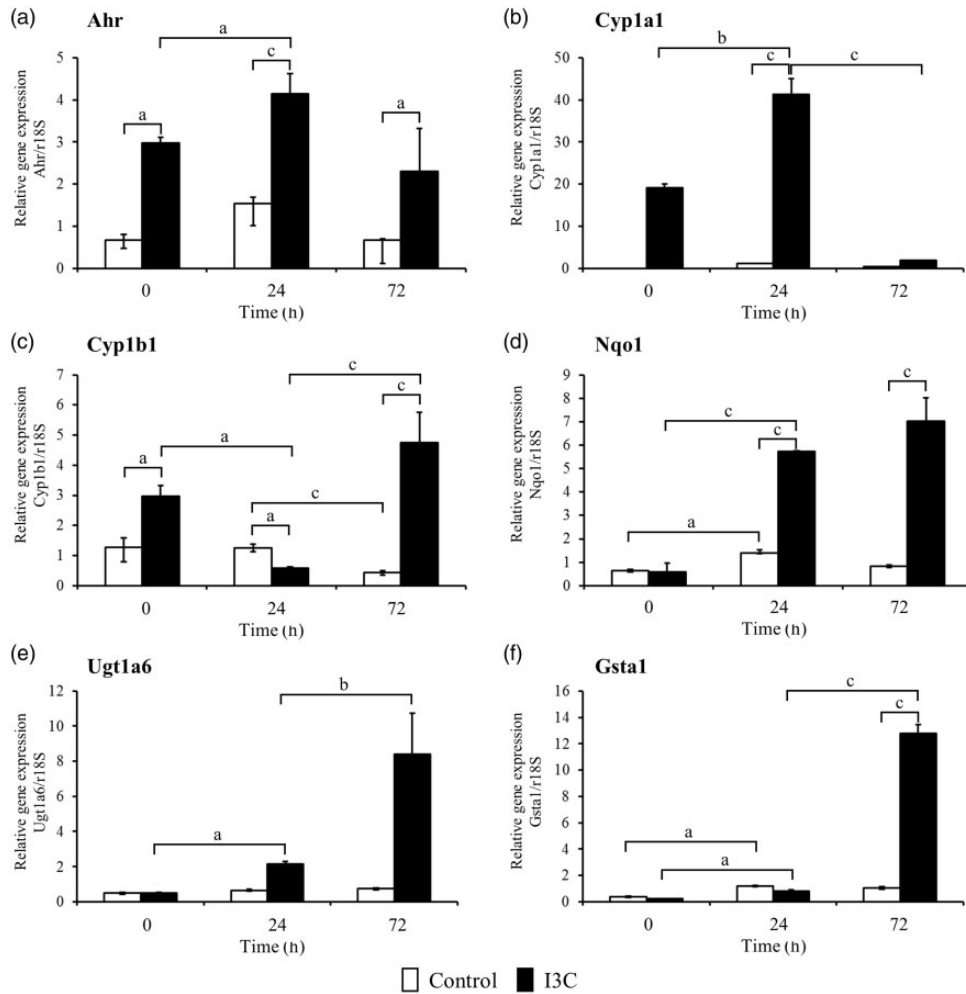 (a) Ahr
a
c
a
a
5
4
3
2
1
0
Relative gene expression
Ahr/r18S
0 24 72
Time (h)
(b) Cyp1a1
b
c
c
50
40
30
20
10
0
Relative gene expression
Cyp1a1/r18S
0 24 72
Time (h)
(c) Cyp1b1
c
c
a
a
c
a
7
6
5
4
3
2
1
0
Relative gene expression
Cyp1b1/r18S
0 24 72
Time (h)
(d) Nqo1
c
c
c
a
9
8
7
6
5
4
3
2
1
0
Relative gene expression
Nqo1/r18S
0 24 72
Time (h)
(e) Ugt1a6
b
a
12
10
8
6
4
2
0
Relative gene expression
Ugt1a6/r18S
0 24 72
Time (h)
(f) Gsta1
c
c
a
a
16
14
12
10
8
6
4
2
0
Relative gene expression
Gsta1/r18S
0 24 72
Time (h)
Control I3C